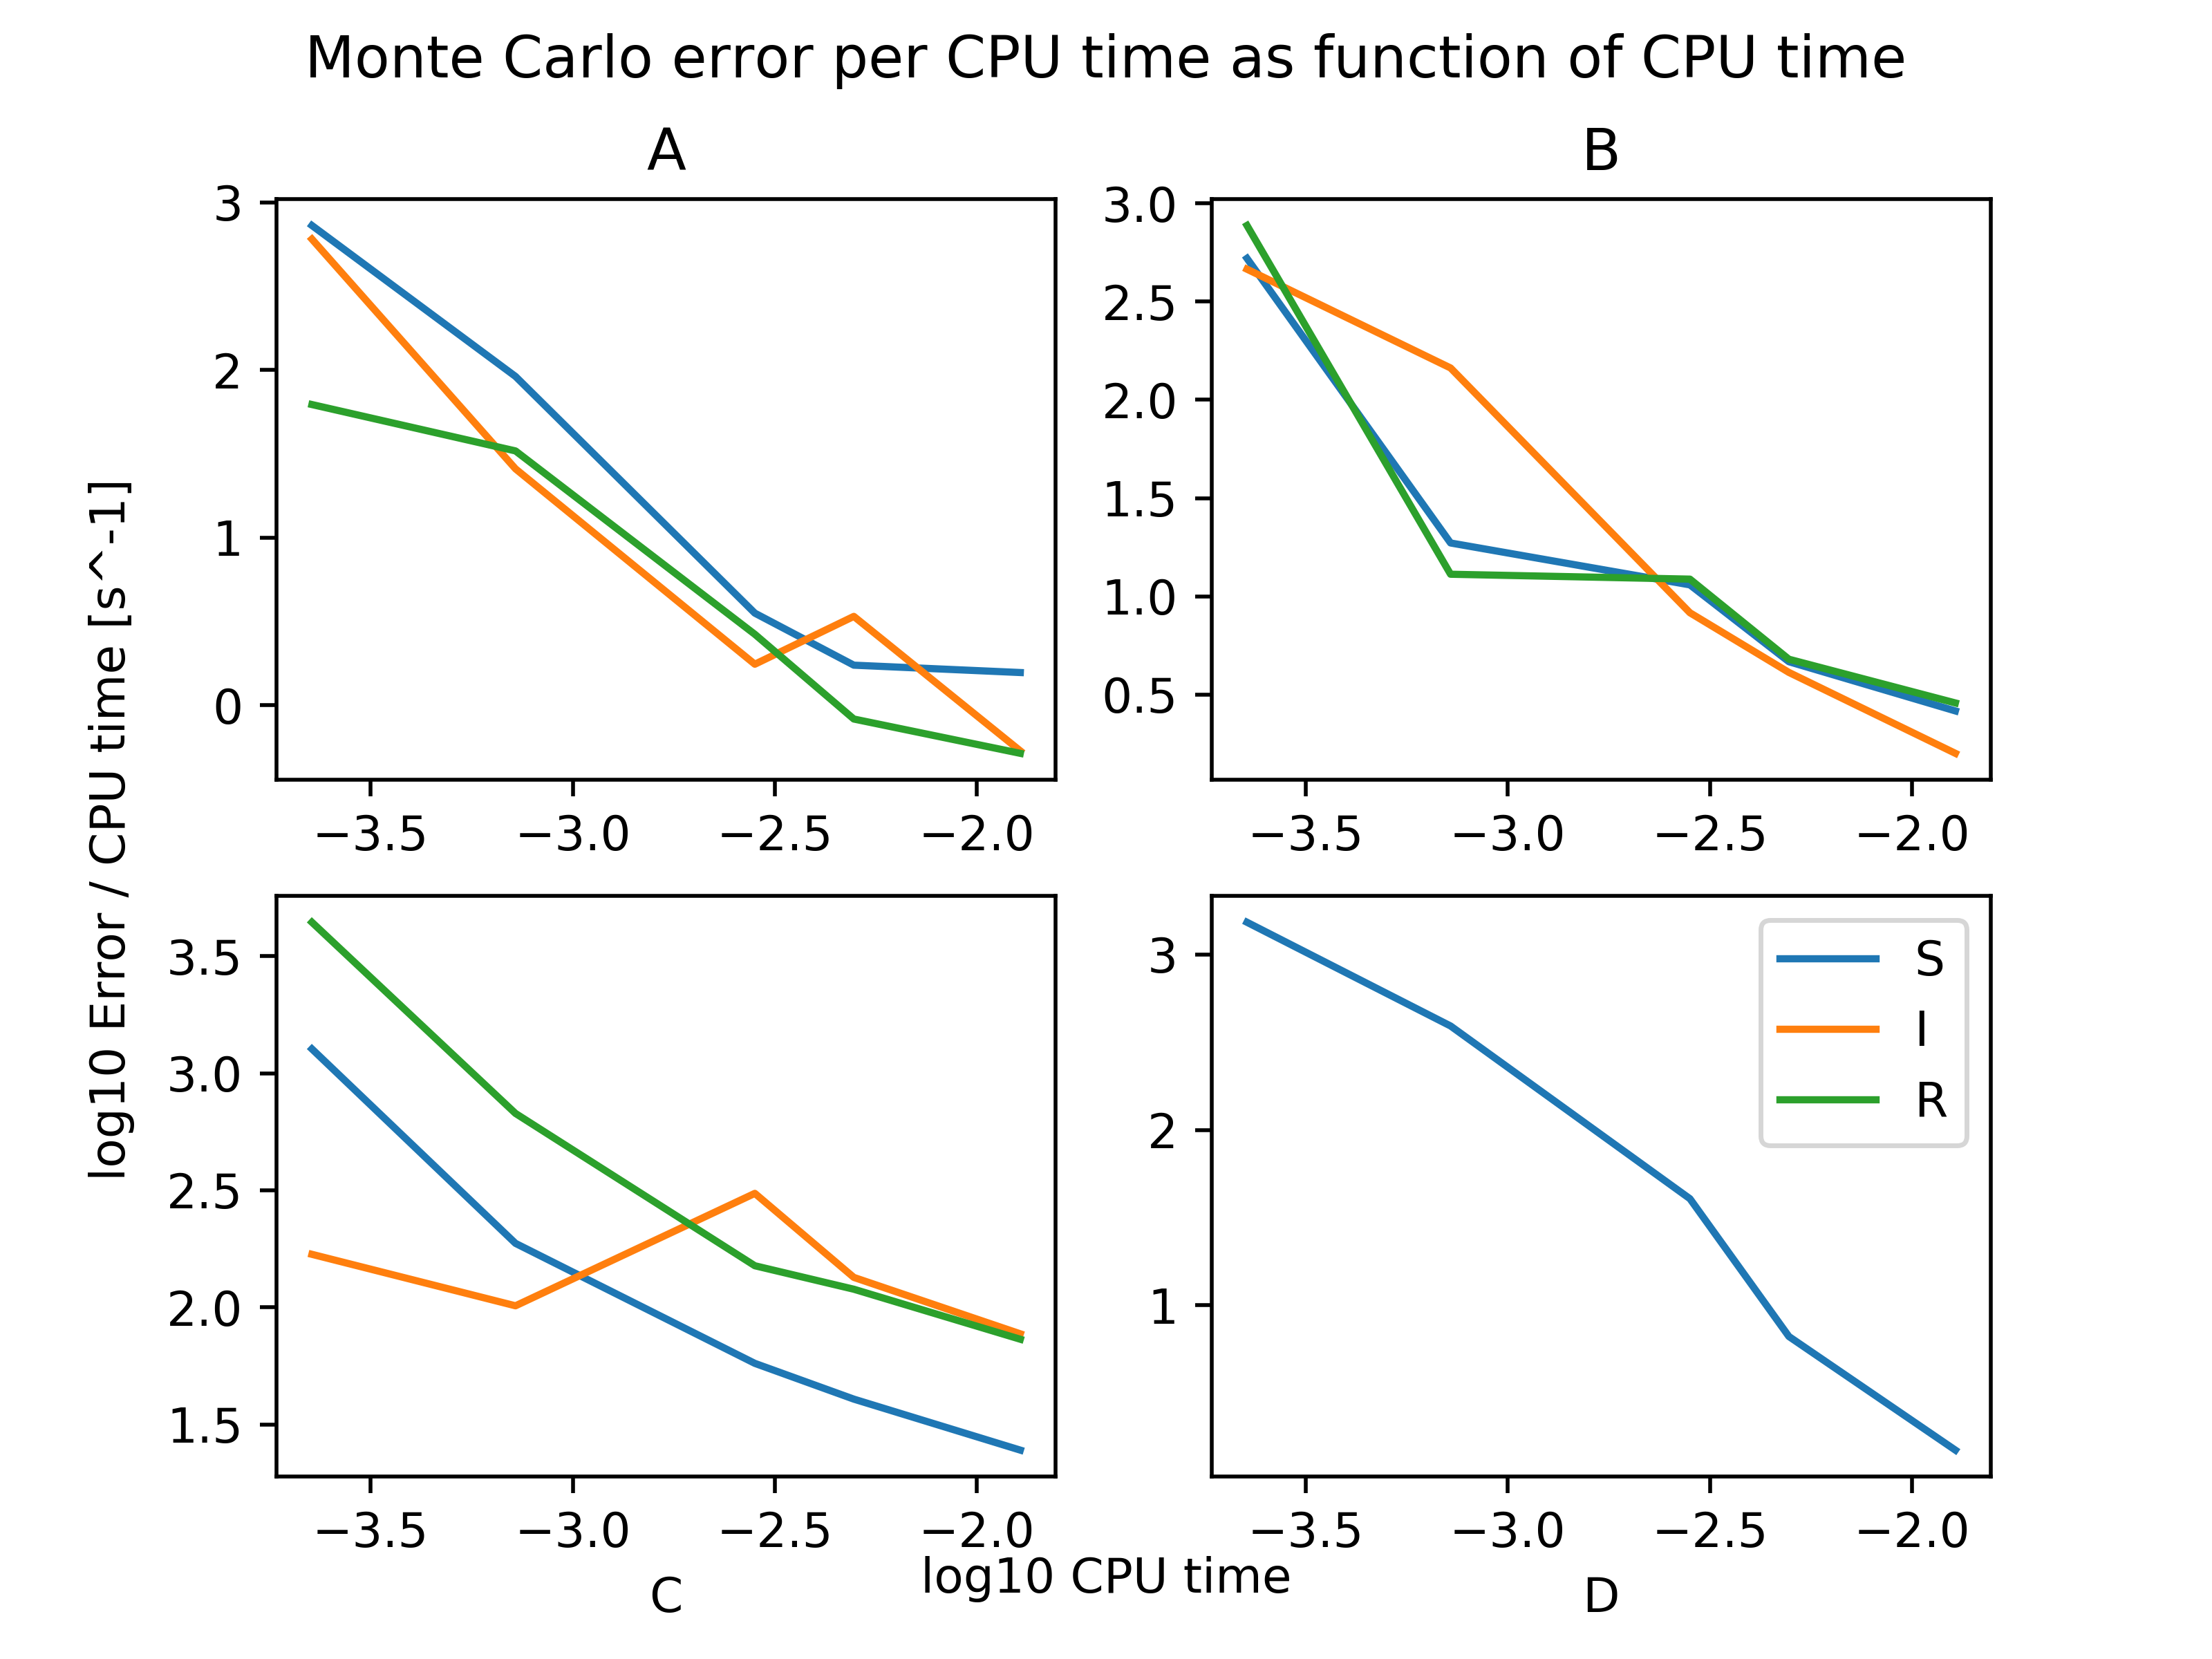 Monte Carlo error per CPU time as function of CPU time
A
B
3
2
1
0
−3.5 −3.0 −2.5 −2.0
3.0
2.5
2.0
1.5
1.0
0.5
−3.5 −3.0 −2.5 −2.0
log10 Error / CPU time [s^-1]
3.5
3.0
2.5
2.0
1.5
−3.5 −3.0 −2.5 −2.0
C
3
2
1
S
I
R
−3.5 −3.0 −2.5 −2.0
log10 CPU time
D